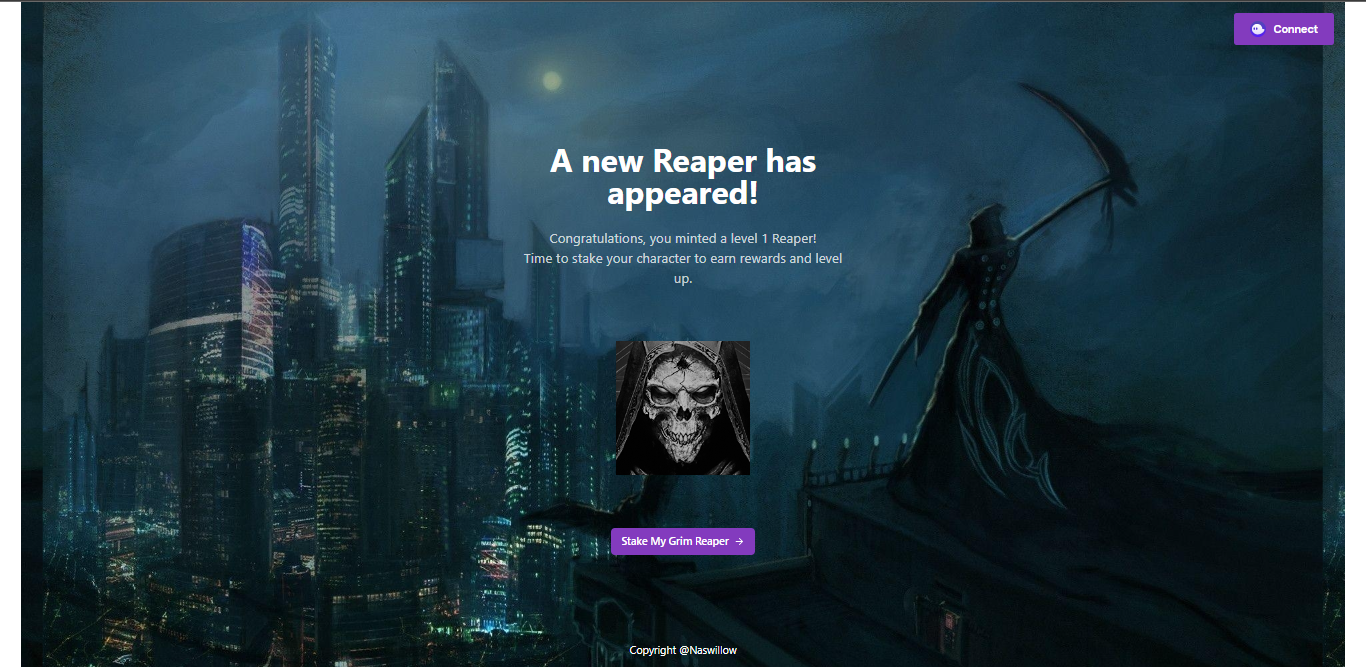 Connect
A new Reaper has
appeared!
Congratulations, you minted a level 1 Reaper!
Time to stake your character to earn rewards and level
up.
Stake My Grim Reaper →
Copyright @Naswillow